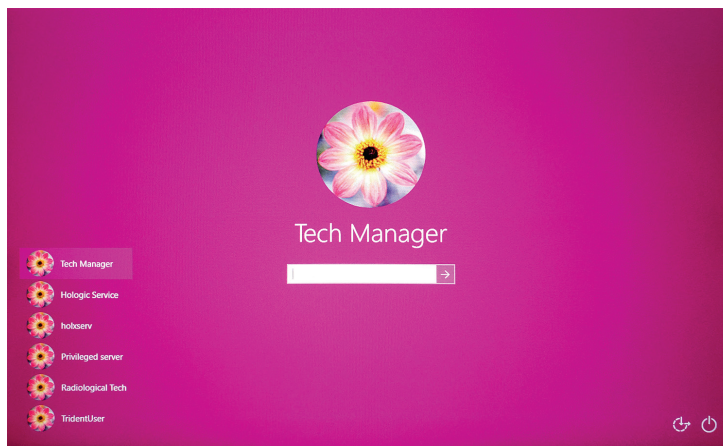 Tech Manager
Tech Manager
Hologic Service
holxserv
Privileged server
Radiological Tech
TridentUser